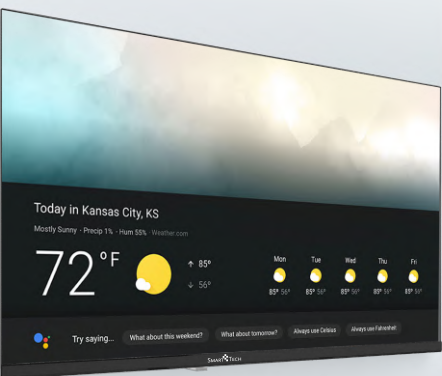 Today in Kansas City, KS
Mostly Sunny · Precip 1% · Hum 55% · Weather.com
72°F
↑ 85°
↓ 56°
Mon Tue Wed Thu Fri
85° 56° 85° 56° 85° 56° 85° 56° 85° 56°
Try saying... What about this weekend? What about tomorrow? Always use Celsius Always use Fahrenheit
SMART TECH